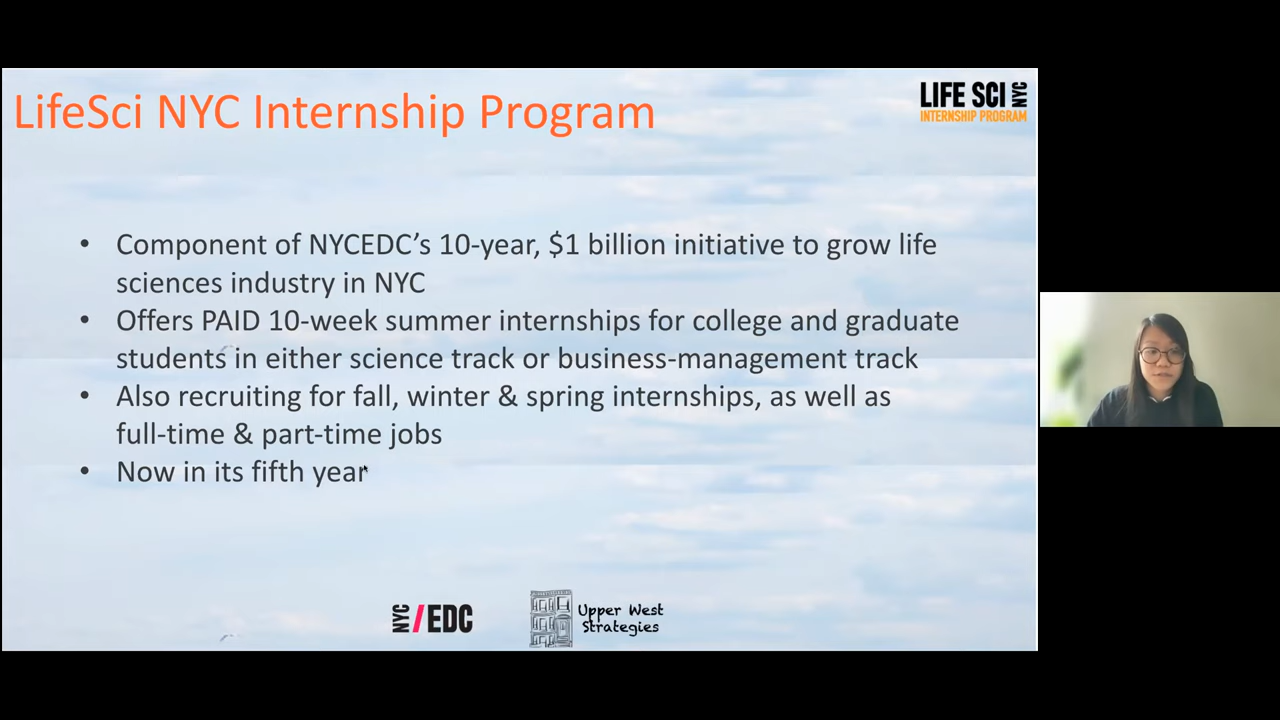 LifeSci NYC Internship Program
LIFE SCI NYC
INTERNSHIP PROGRAM
• Component of NYCEDC’s 10-year, $1 billion initiative to grow life
sciences industry in NYC
• Offers PAID 10-week summer internships for college and graduate
students in either science track or business-management track
• Also recruiting for fall, winter & spring internships, as well as
full-time & part-time jobs
• Now in its fifth year
NYC / EDC
Upper West
Strategies